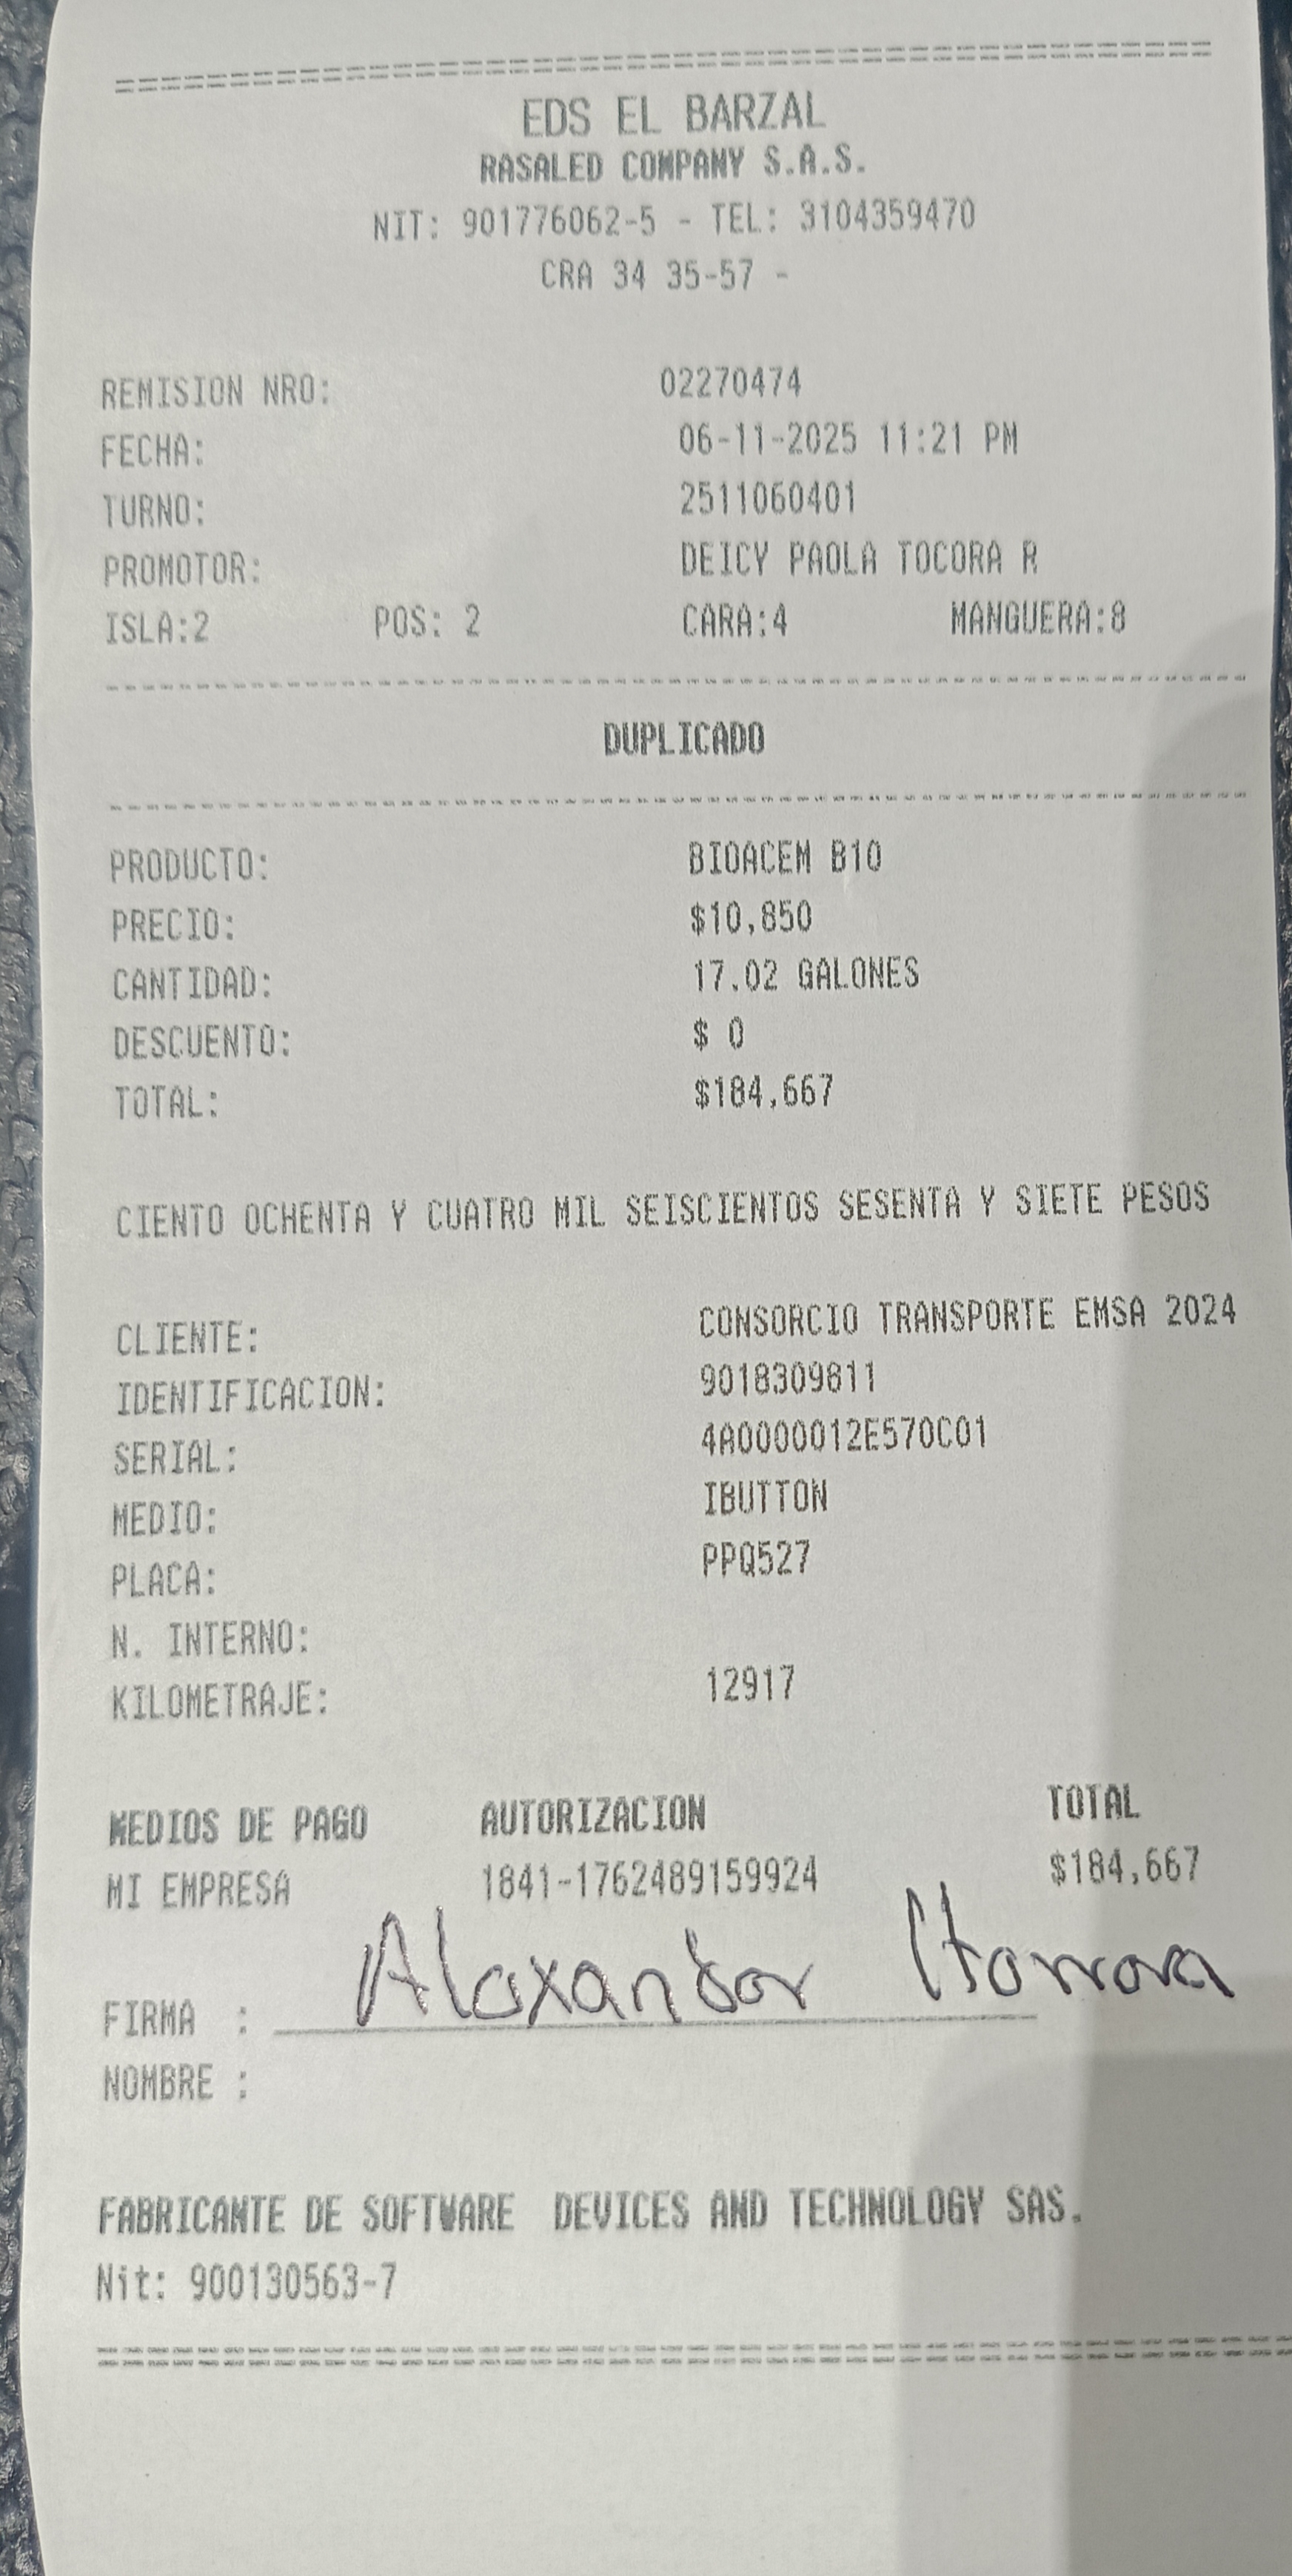 EDS EL BARZAL
RASALED COMPANY S.A.S.
NIT: 901776062-5 - TEL: 3104359470
CRA 34 35-57 -
REMISION NRO: 02270474
FECHA: 06-11-2025 11:21 PM
TURNO: 2511060401
PROMOTOR: DEICY PAOLA TOCORA R
ISLA:2 POS: 2 CARA:4 MANGUERA:8
DUPLICADO
PRODUCTO: BIOACEM B10
PRECIO: $10,850
CANTIDAD: 17.02 GALONES
DESCUENTO: $ 0
TOTAL: $184,667
CIENTO OCHENTA Y CUATRO MIL SEISCIENTOS SESENTA Y SIETE PESOS
CLIENTE: CONSORCIO TRANSPORTE EMSA 2024
IDENTIFICACION: 9018309811
SERIAL: 4A0000012E570C01
MEDIO: IBUTTON
PLACA: PPQ527
N. INTERNO:
KILOMETRAJE: 12917
MEDIOS DE PAGO AUTORIZACION TOTAL
MI EMPRESA 1841-1762489159924 $184,667
FIRMA : Alexander Herrera
NOMBRE :
FABRICANTE DE SOFTWARE DEVICES AND TECHNOLOGY SAS.
Nit: 900130563-7